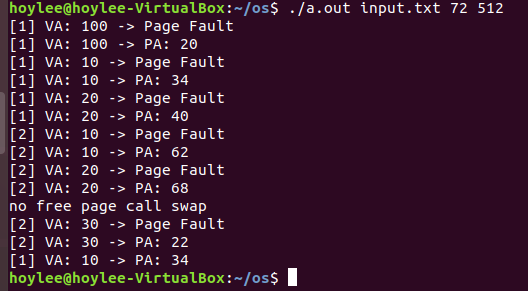 hoylee@hoylee-VirtualBox:~/os$ ./a.out input.txt 72 512
[1] VA: 100 -> Page Fault
[1] VA: 100 -> PA: 20
[1] VA: 10 -> Page Fault
[1] VA: 10 -> PA: 34
[1] VA: 20 -> Page Fault
[1] VA: 20 -> PA: 40
[2] VA: 10 -> Page Fault
[2] VA: 10 -> PA: 62
[2] VA: 20 -> Page Fault
[2] VA: 20 -> PA: 68
no free page call swap
[2] VA: 30 -> Page Fault
[2] VA: 30 -> PA: 22
[1] VA: 10 -> PA: 34
hoylee@hoylee-VirtualBox:~/os$